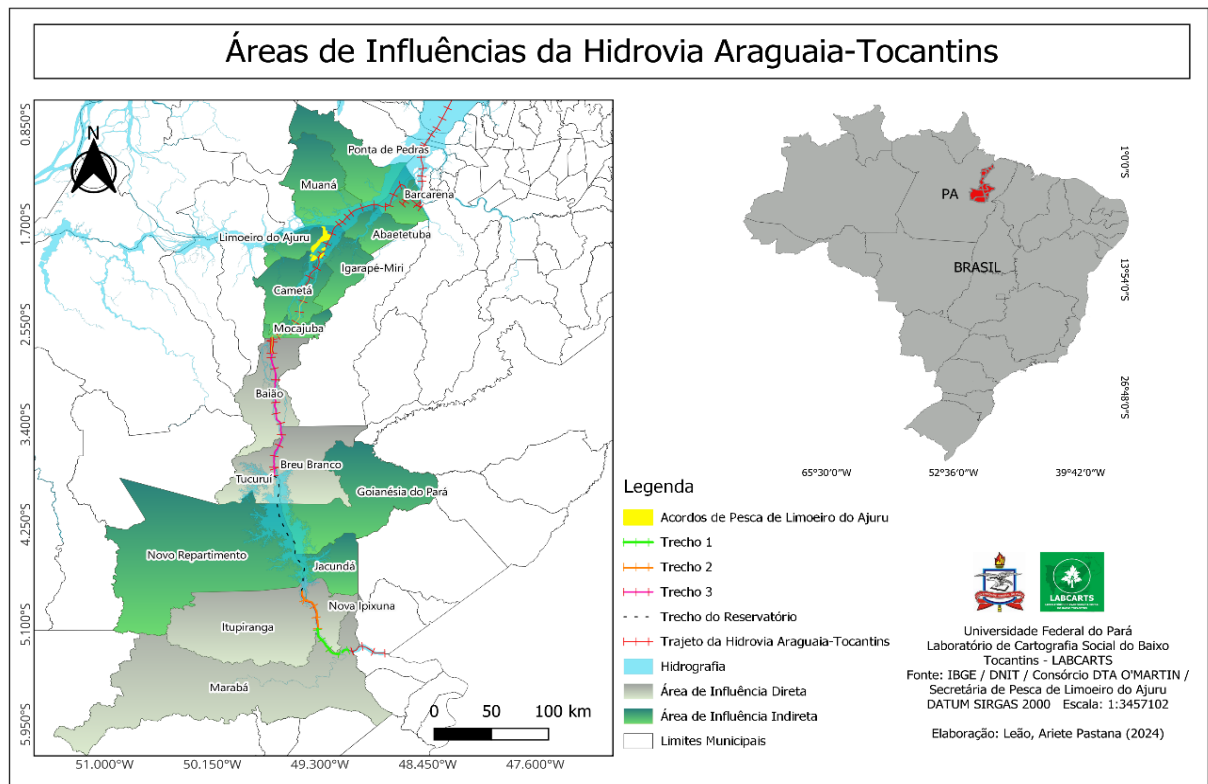 Áreas de Influências da Hidrovia Araguaia-Tocantins
N
0.850°S
1.700°S
2.550°S
3.400°S
4.250°S
5.100°S
5.950°S
Ponta de Pedras
Muaná
Barcarena
Limoeiro do Ajuru
Abaetetuba
Igarapé-Miri
Cametá
Mocajuba
Baião
Breu Branco
Tucuruí
Goianésia do Pará
Novo Repartimento
Jacundá
Nova Ipixuna
Itupiranga
Marabá
0 50 100 km
51.000°W 50.150°W 49.300°W 48.450°W 47.600°W
PA
BRASIL
1°0'0"S
13°54'0"S
26°48'0"S
65°30'0"W 52°36'0"W 39°42'0"W
Legenda
Acordos de Pesca de Limoeiro do Ajuru
Trecho 1
Trecho 2
Trecho 3
Trecho do Reservatório
Trajeto da Hidrovia Araguaia-Tocantins
Hidrografia
Área de Influência Direta
Área de Influência Indireta
Limites Municipais
LABCARTS
Universidade Federal do Pará
Laboratório de Cartografia Social do Baixo
Tocantins - LABCARTS
Fonte: IBGE / DNIT / Consórcio DTA O'MARTIN /
Secretária de Pesca de Limoeiro do Ajuru
DATUM SIRGAS 2000 Escala: 1:3457102
Elaboração: Leão, Ariete Pastana (2024)